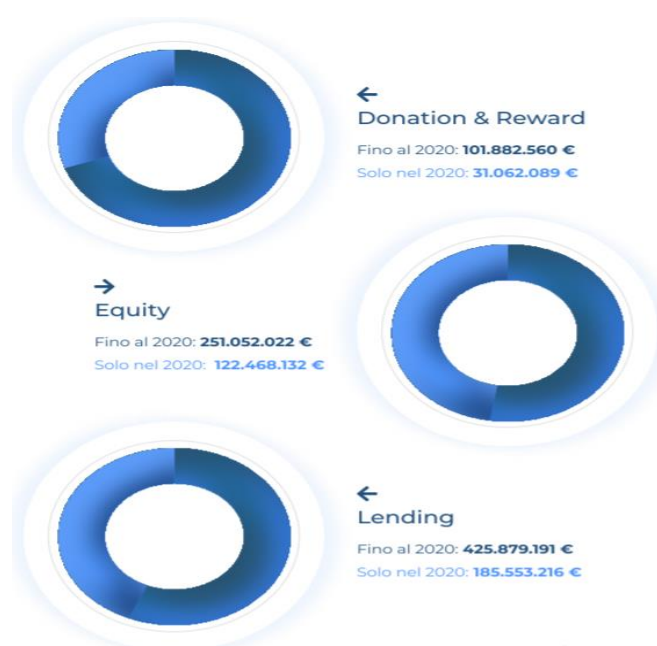 Donation & Reward
Fino al 2020: 101.882.560 €
Solo nel 2020: 31.062.089 €
Equity
Fino al 2020: 251.052.022 €
Solo nel 2020: 122.468.132 €
Lending
Fino al 2020: 425.879.191 €
Solo nel 2020: 185.553.216 €